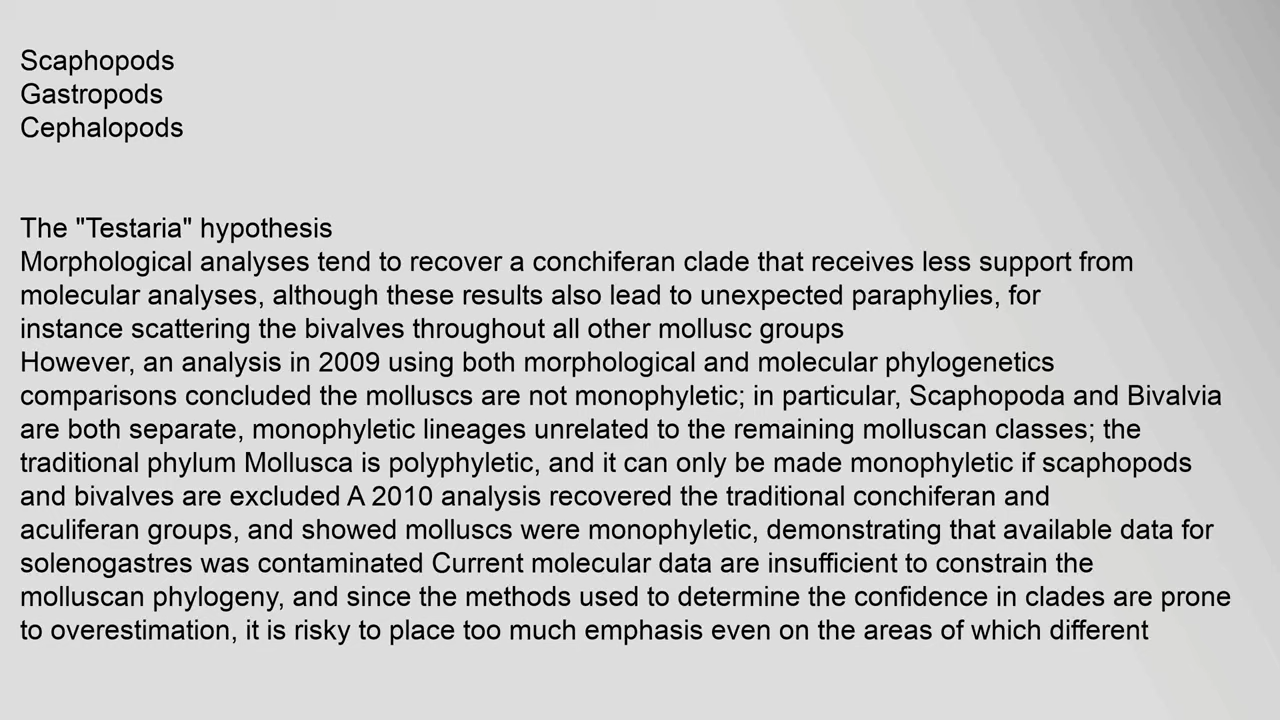 Scaphopods
Gastropods
Cephalopods
The "Testaria" hypothesis
Morphological analyses tend to recover a conchiferan clade that receives less support from
molecular analyses, although these results also lead to unexpected paraphylies, for
instance scattering the bivalves throughout all other mollusc groups
However, an analysis in 2009 using both morphological and molecular phylogenetics
comparisons concluded the molluscs are not monophyletic; in particular, Scaphopoda and Bivalvia
are both separate, monophyletic lineages unrelated to the remaining molluscan classes; the
traditional phylum Mollusca is polyphyletic, and it can only be made monophyletic if scaphopods
and bivalves are excluded A 2010 analysis recovered the traditional conchiferan and
aculiferan groups, and showed molluscs were monophyletic, demonstrating that available data for
solenogastres was contaminated Current molecular data are insufficient to constrain the
molluscan phylogeny, and since the methods used to determine the confidence in clades are prone
to overestimation, it is risky to place too much emphasis even on the areas of which different